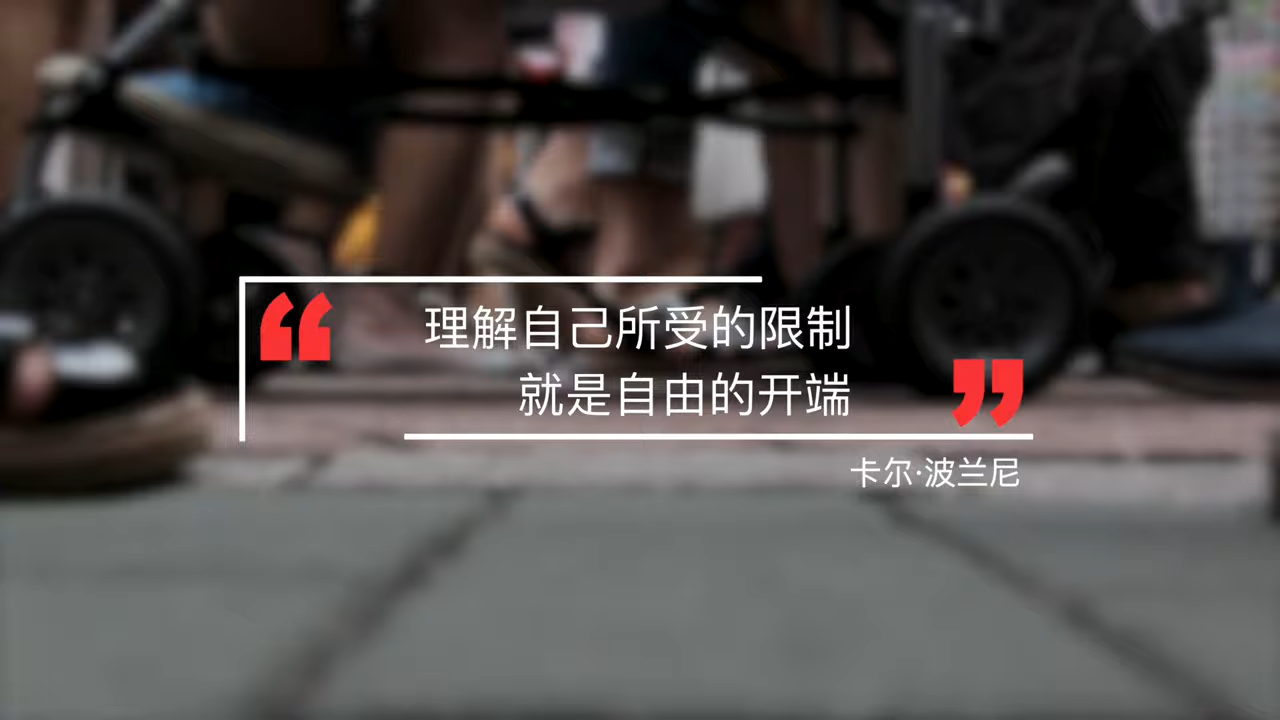 理解自己所受的限制
就是自由的开端
卡尔·波兰尼